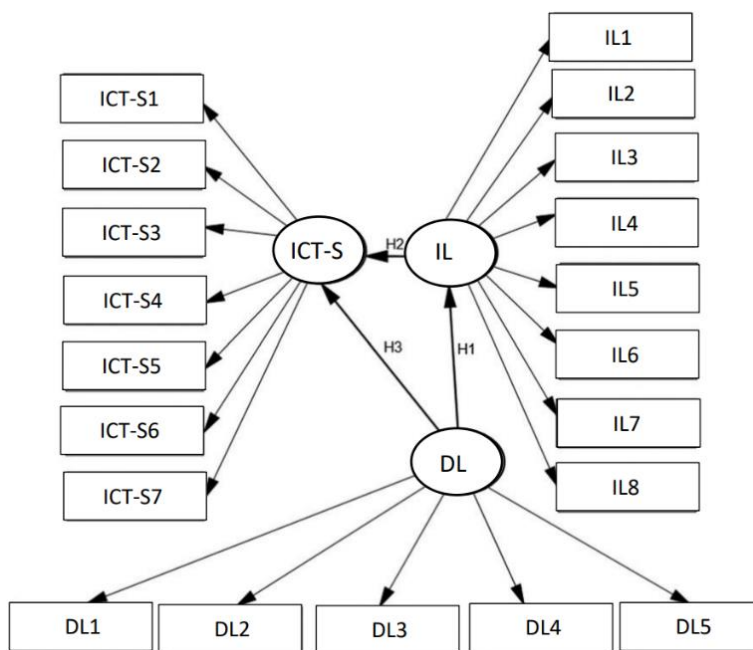 IL1
ICT-S1
IL2
ICT-S2
IL3
ICT-S3
IL4
ICT-S
H2
IL
ICT-S4
IL5
ICT-S5
H3
H1
IL6
ICT-S6
IL7
DL
ICT-S7
IL8
DL1
DL2
DL3
DL4
DL5